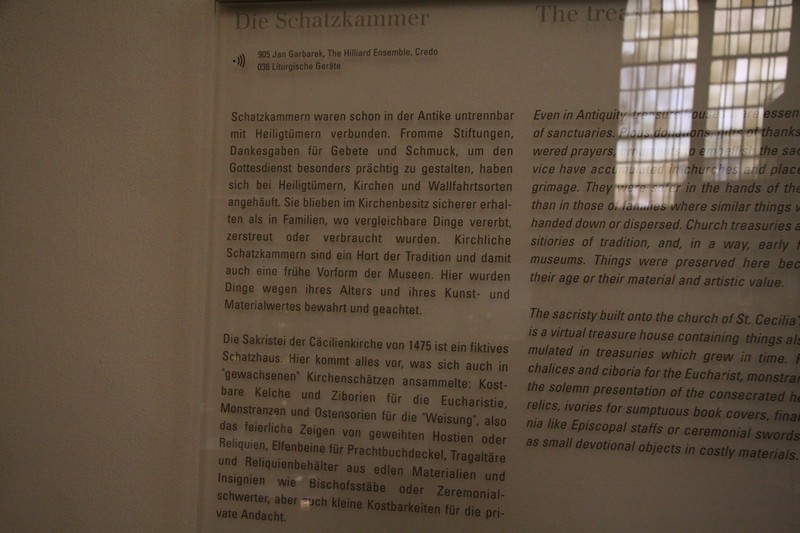 Die Schatzkammer
905 Jan Garbarek, The Hilliard Ensemble, Credo
036 Liturgische Geräte
Schatzkammern waren schon in der Antike untrennbar
mit Heiligtümern verbunden. Fromme Stiftungen,
Dankesgaben für Gebete und Schmuck, um den
Gottesdienst besonders prächtig zu gestalten, haben
sich bei Heiligtümern, Kirchen und Wallfahrtsorten
angehäuft. Sie blieben im Kirchenbesitz sicherer erhal-
ten als in Familien, wo vergleichbare Dinge vererbt,
zerstreut oder verbraucht wurden. Kirchliche
Schatzkammern sind ein Hort der Tradition und damit
auch eine frühe Vorform der Museen. Hier wurden
Dinge wegen ihres Alters und ihres Kunst- und
Materialwertes bewahrt und geachtet.
Die Sakristei der Cäcilienkirche von 1475 ist ein fiktives
Schatzhaus. Hier kommt alles vor, was sich auch in
"gewachsenen" Kirchenschätzen ansammelte: Kost-
bare Kelche und Ziborien für die Eucharistie,
Monstranzen und Ostensorien für die "Weisung", also
das feierliche Zeigen von geweihten Hostien oder
Reliquien, Elfenbeine für Prachtbuchdeckel, Tragaltäre
und Reliquienbehälter aus edlen Materialien und
Insignien wie Bischofsstäbe oder Zeremonial-
schwerter, aber auch kleine Kostbarkeiten für die pri-
vate Andacht.
The
Even in Antiquity treasure houses were
of sanctuaries. Pious donations, gifts of
wered prayers, the
vice have accumulated in churches and
grimage. They were safer in the hands of
than in those of families where similar things
handed down or dispersed. Church treasuries
sitiories of tradition, and, in a way, early
museums. Things were preserved here
their age or their material and artistic value.
The sacristy built onto the church of St.
is a virtual treasure house containing things
mulated in treasuries which grew in time.
chalices and ciboria for the Eucharist,
the solemn presentation of the consecrated
relics, ivories for sumptuous book covers,
nia like Episcopal staffs or ceremonial swords
as small devotional objects in costly materials.